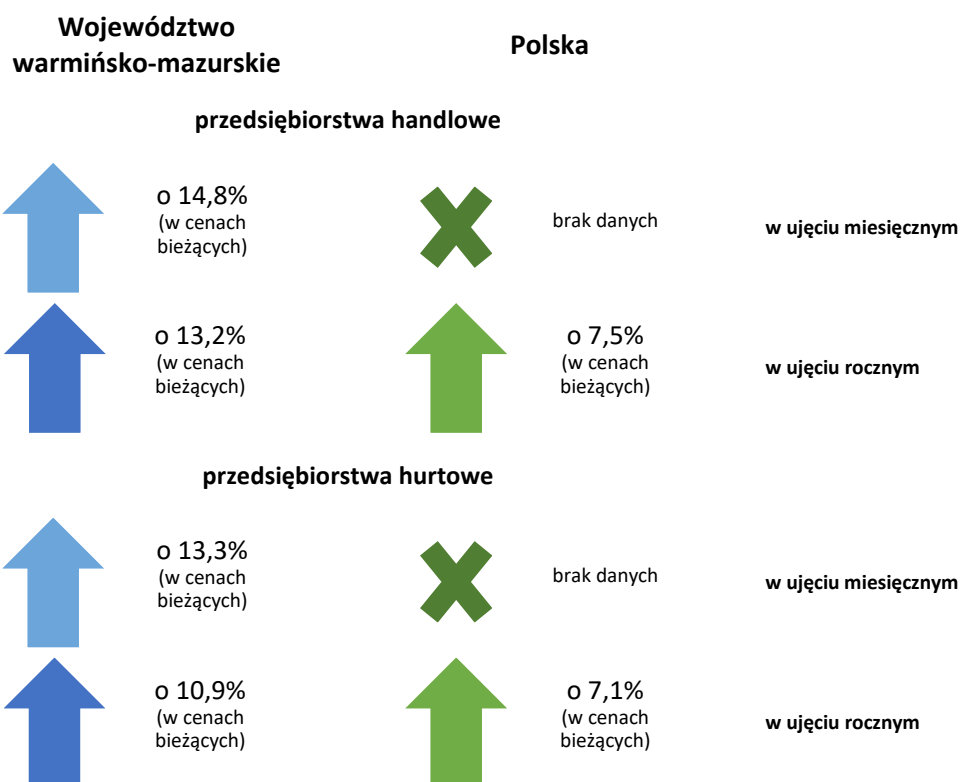 Województwo
warmińsko-mazurskie
Polska
przedsiębiorstwa handlowe
o 14,8%
(w cenach
bieżących)
brak danych
w ujęciu miesięcznym
o 13,2%
(w cenach
bieżących)
o 7,5%
(w cenach
bieżących)
w ujęciu rocznym
przedsiębiorstwa hurtowe
o 13,3%
(w cenach
bieżących)
brak danych
w ujęciu miesięcznym
o 10,9%
(w cenach
bieżących)
o 7,1%
(w cenach
bieżących)
w ujęciu rocznym